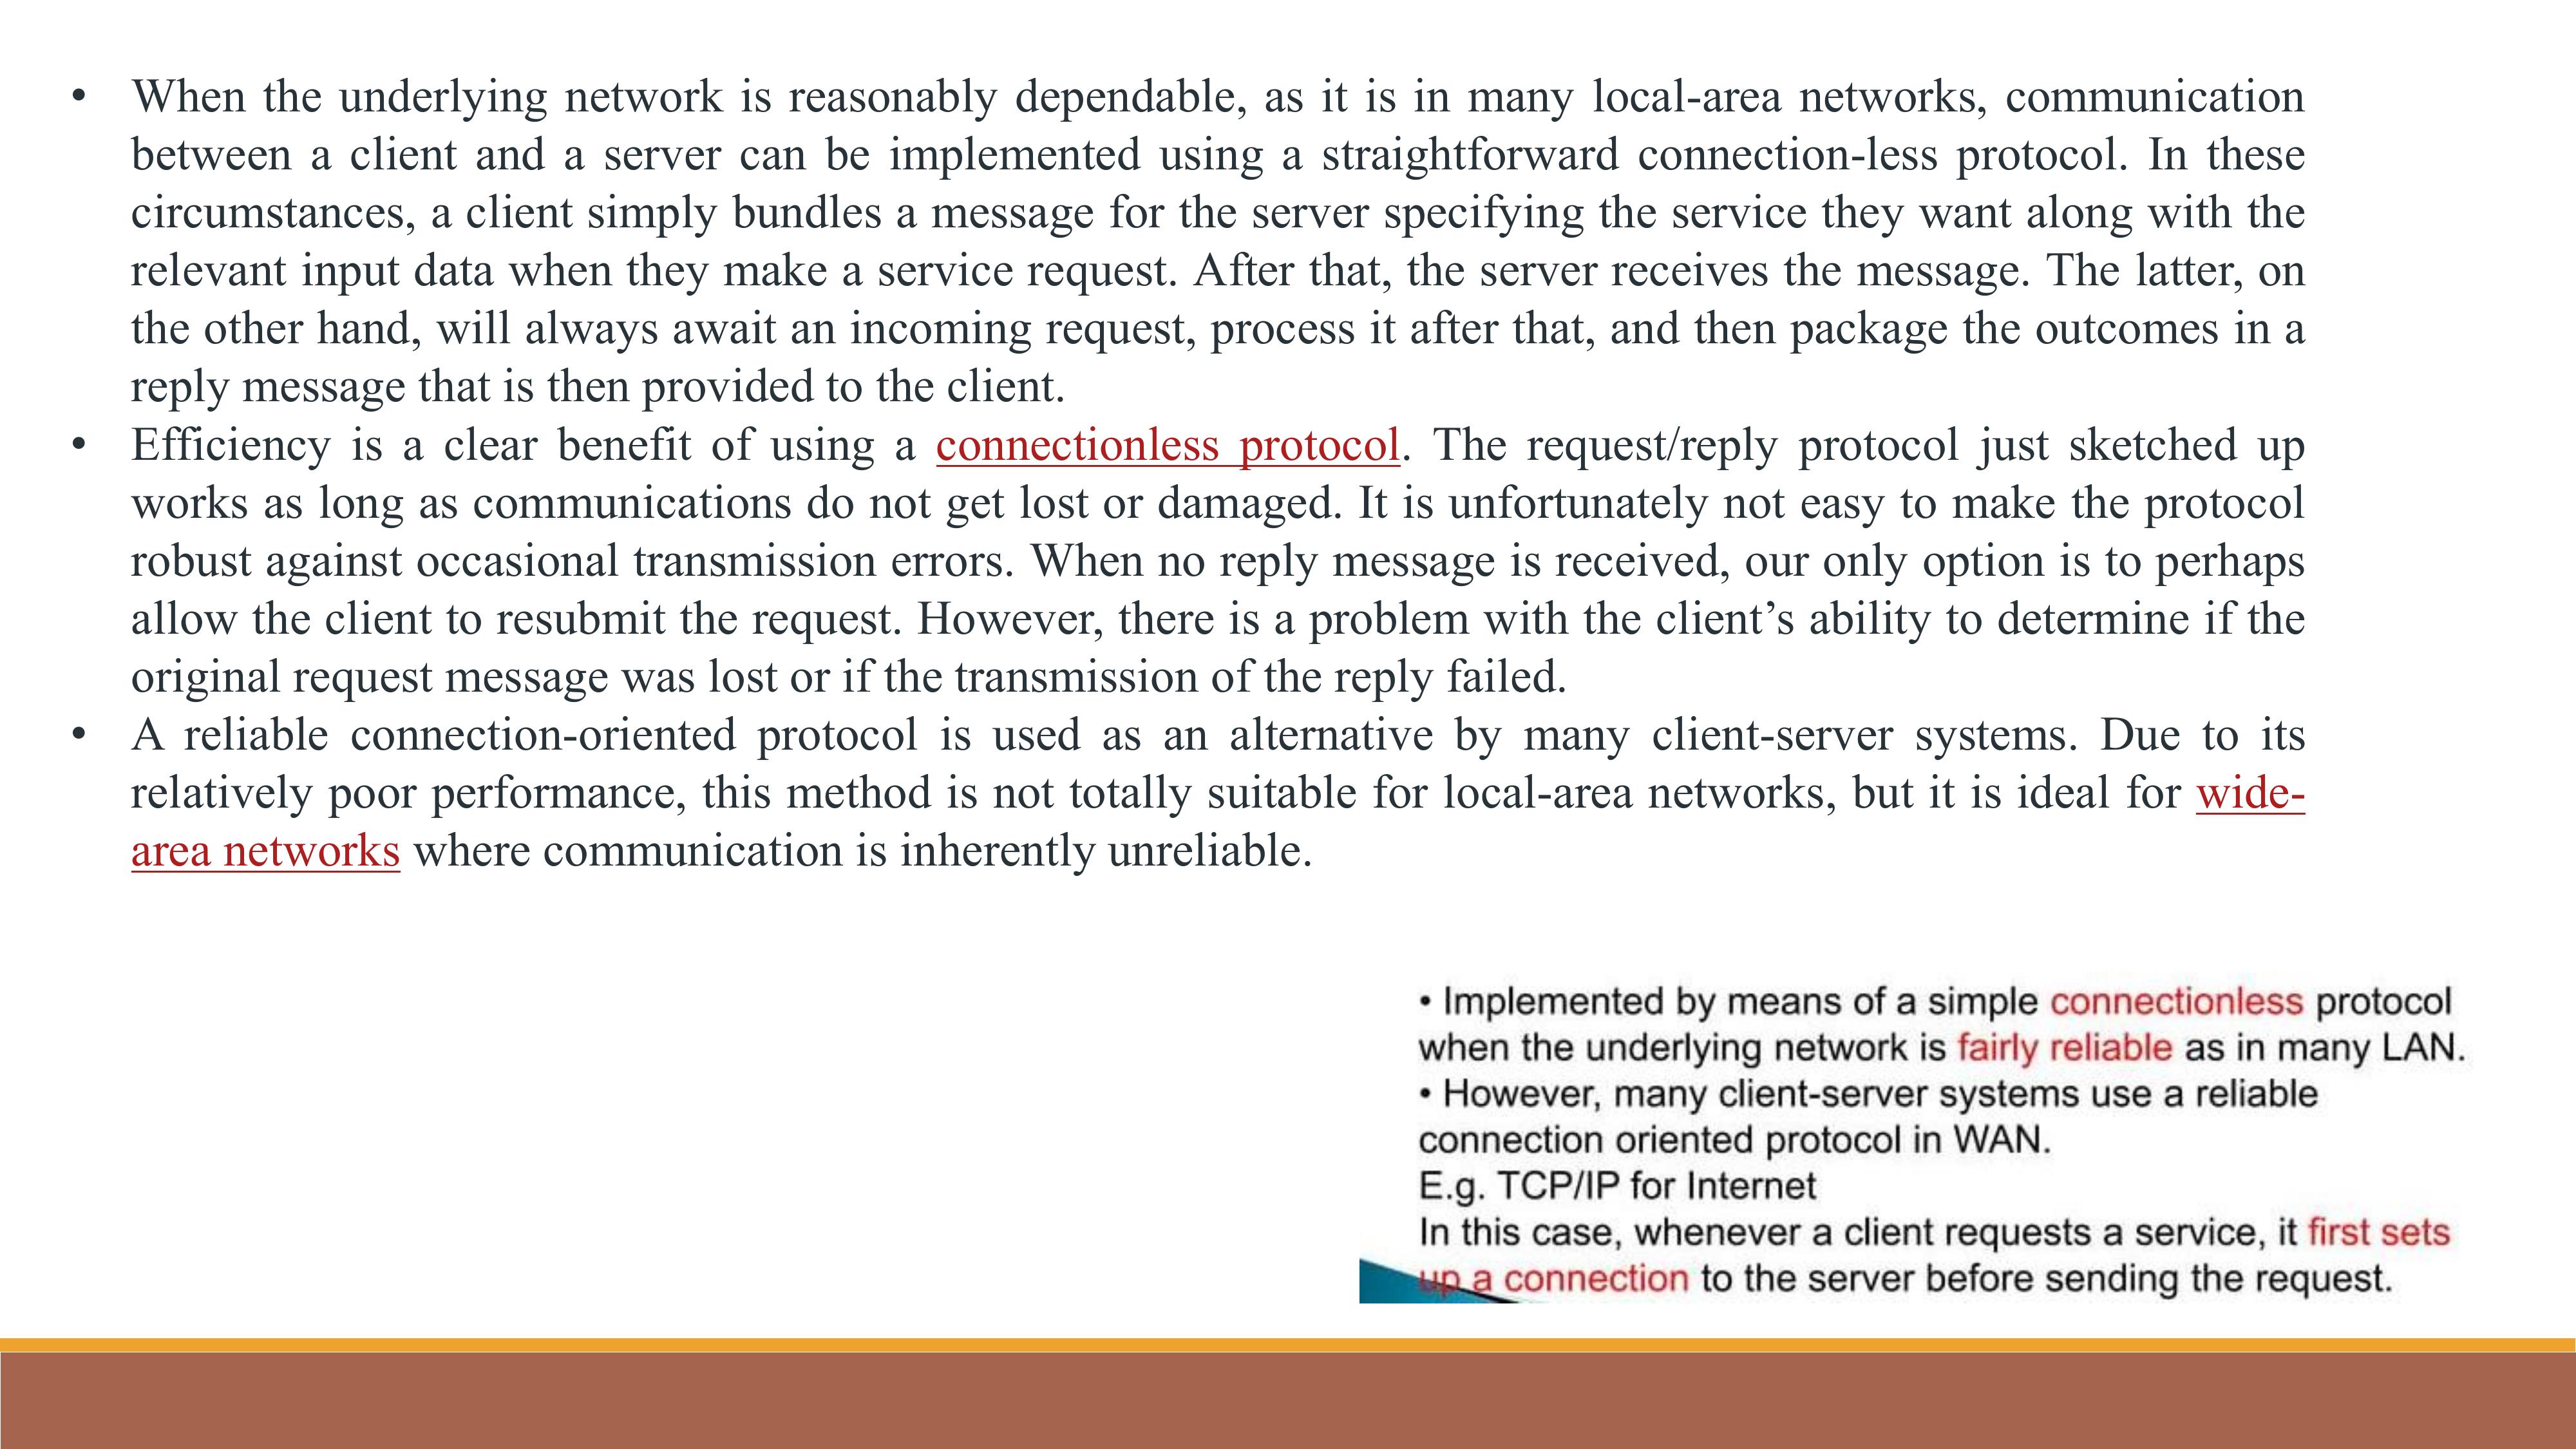 • When the underlying network is reasonably dependable, as it is in many local-area networks, communication
between a client and a server can be implemented using a straightforward connection-less protocol. In these
circumstances, a client simply bundles a message for the server specifying the service they want along with the
relevant input data when they make a service request. After that, the server receives the message. The latter, on
the other hand, will always await an incoming request, process it after that, and then package the outcomes in a
reply message that is then provided to the client.
• Efficiency is a clear benefit of using a connectionless protocol. The request/reply protocol just sketched up
works as long as communications do not get lost or damaged. It is unfortunately not easy to make the protocol
robust against occasional transmission errors. When no reply message is received, our only option is to perhaps
allow the client to resubmit the request. However, there is a problem with the client’s ability to determine if the
original request message was lost or if the transmission of the reply failed.
• A reliable connection-oriented protocol is used as an alternative by many client-server systems. Due to its
relatively poor performance, this method is not totally suitable for local-area networks, but it is ideal for wide-
area networks where communication is inherently unreliable.
• Implemented by means of a simple connectionless protocol
when the underlying network is fairly reliable as in many LAN.
• However, many client-server systems use a reliable
connection oriented protocol in WAN.
E.g. TCP/IP for Internet
In this case, whenever a client requests a service, it first sets
up a connection to the server before sending the request.